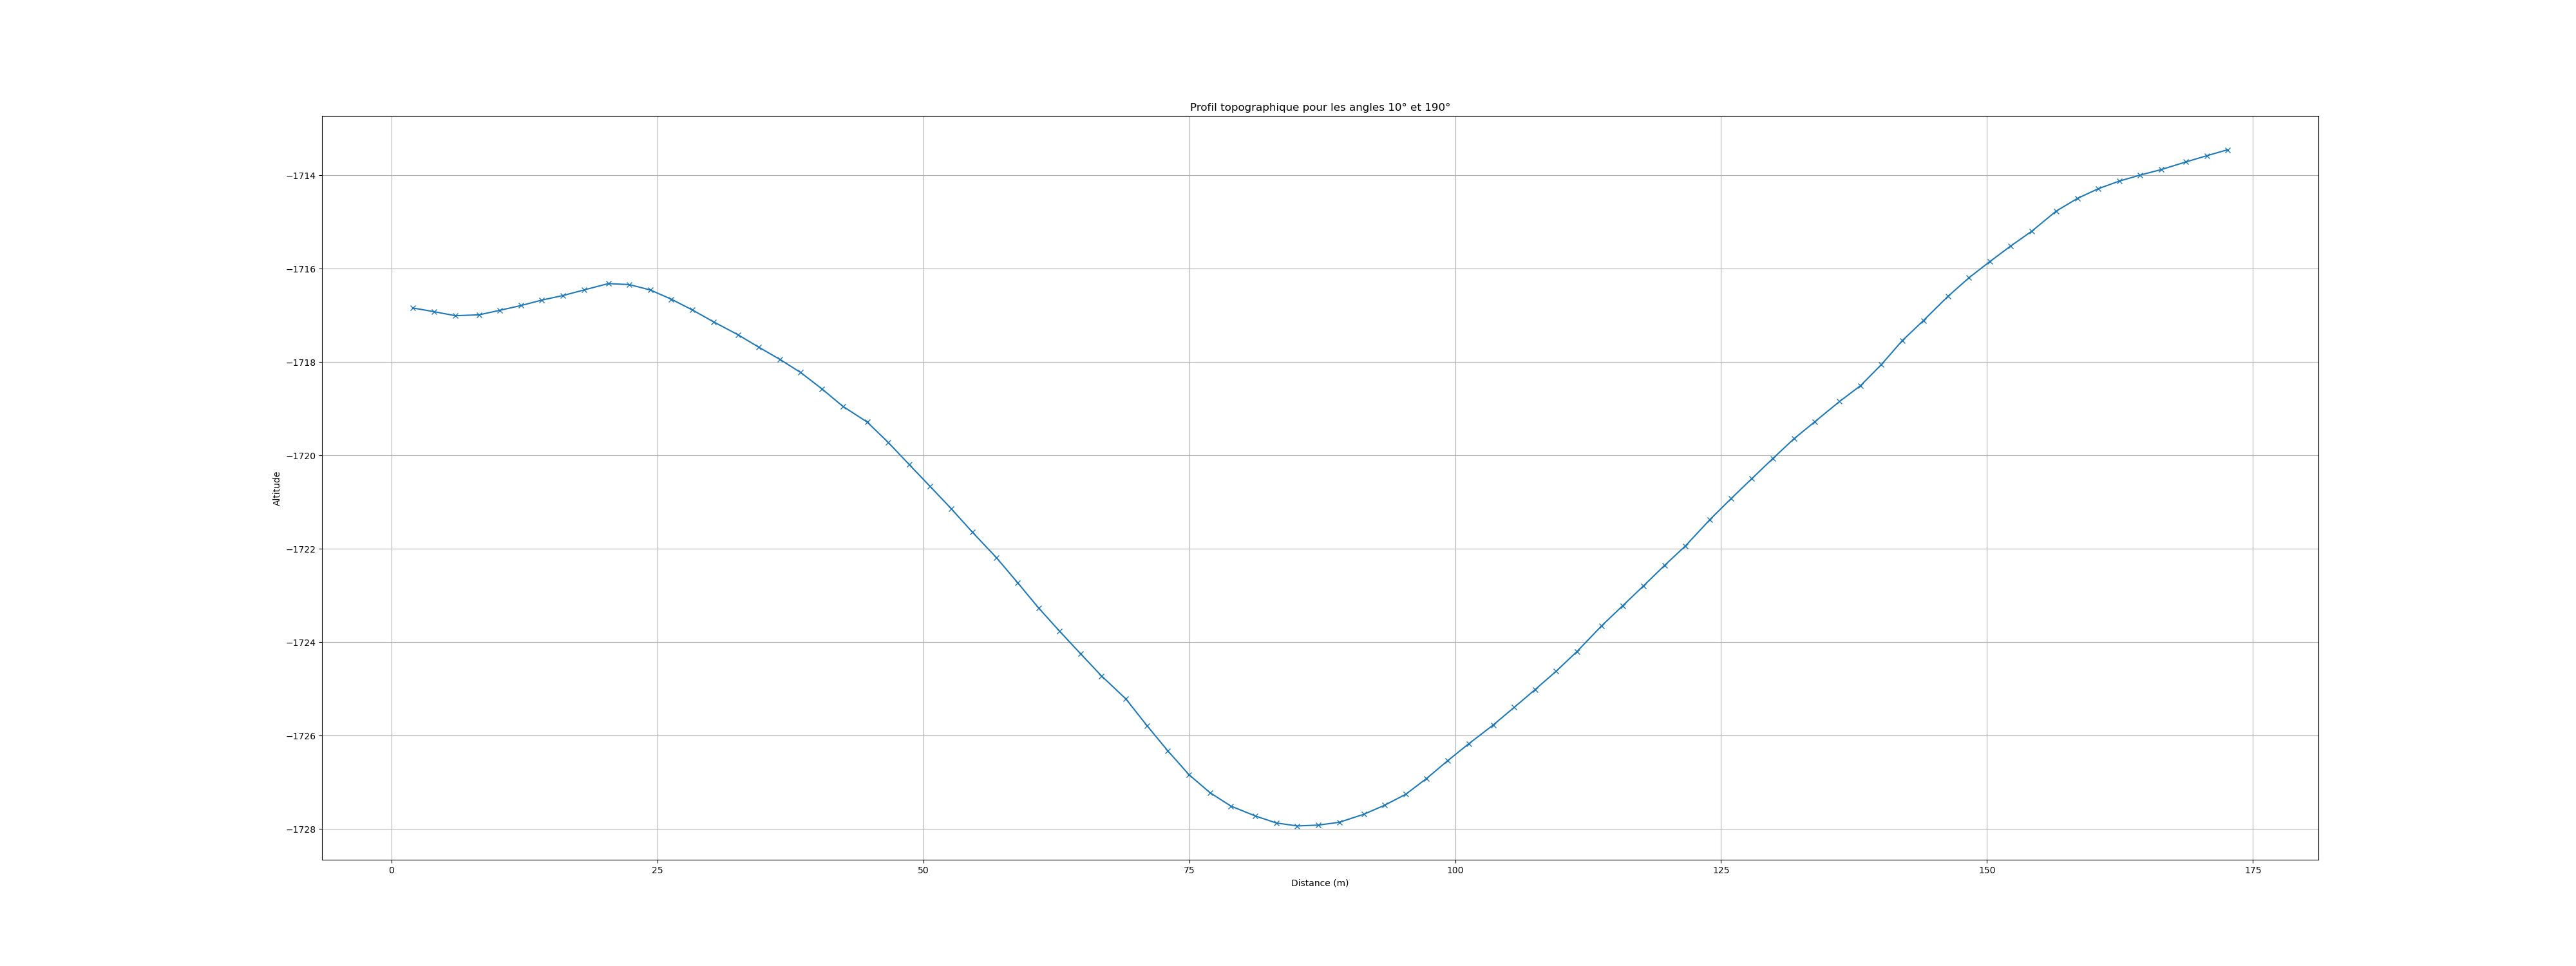 Profil topographique pour les angles 10° et 190°
−1714
−1716
−1718
−1720
−1722
−1724
−1726
−1728
Altitude
0 25 50 75 100 125 150 175
Distance (m)